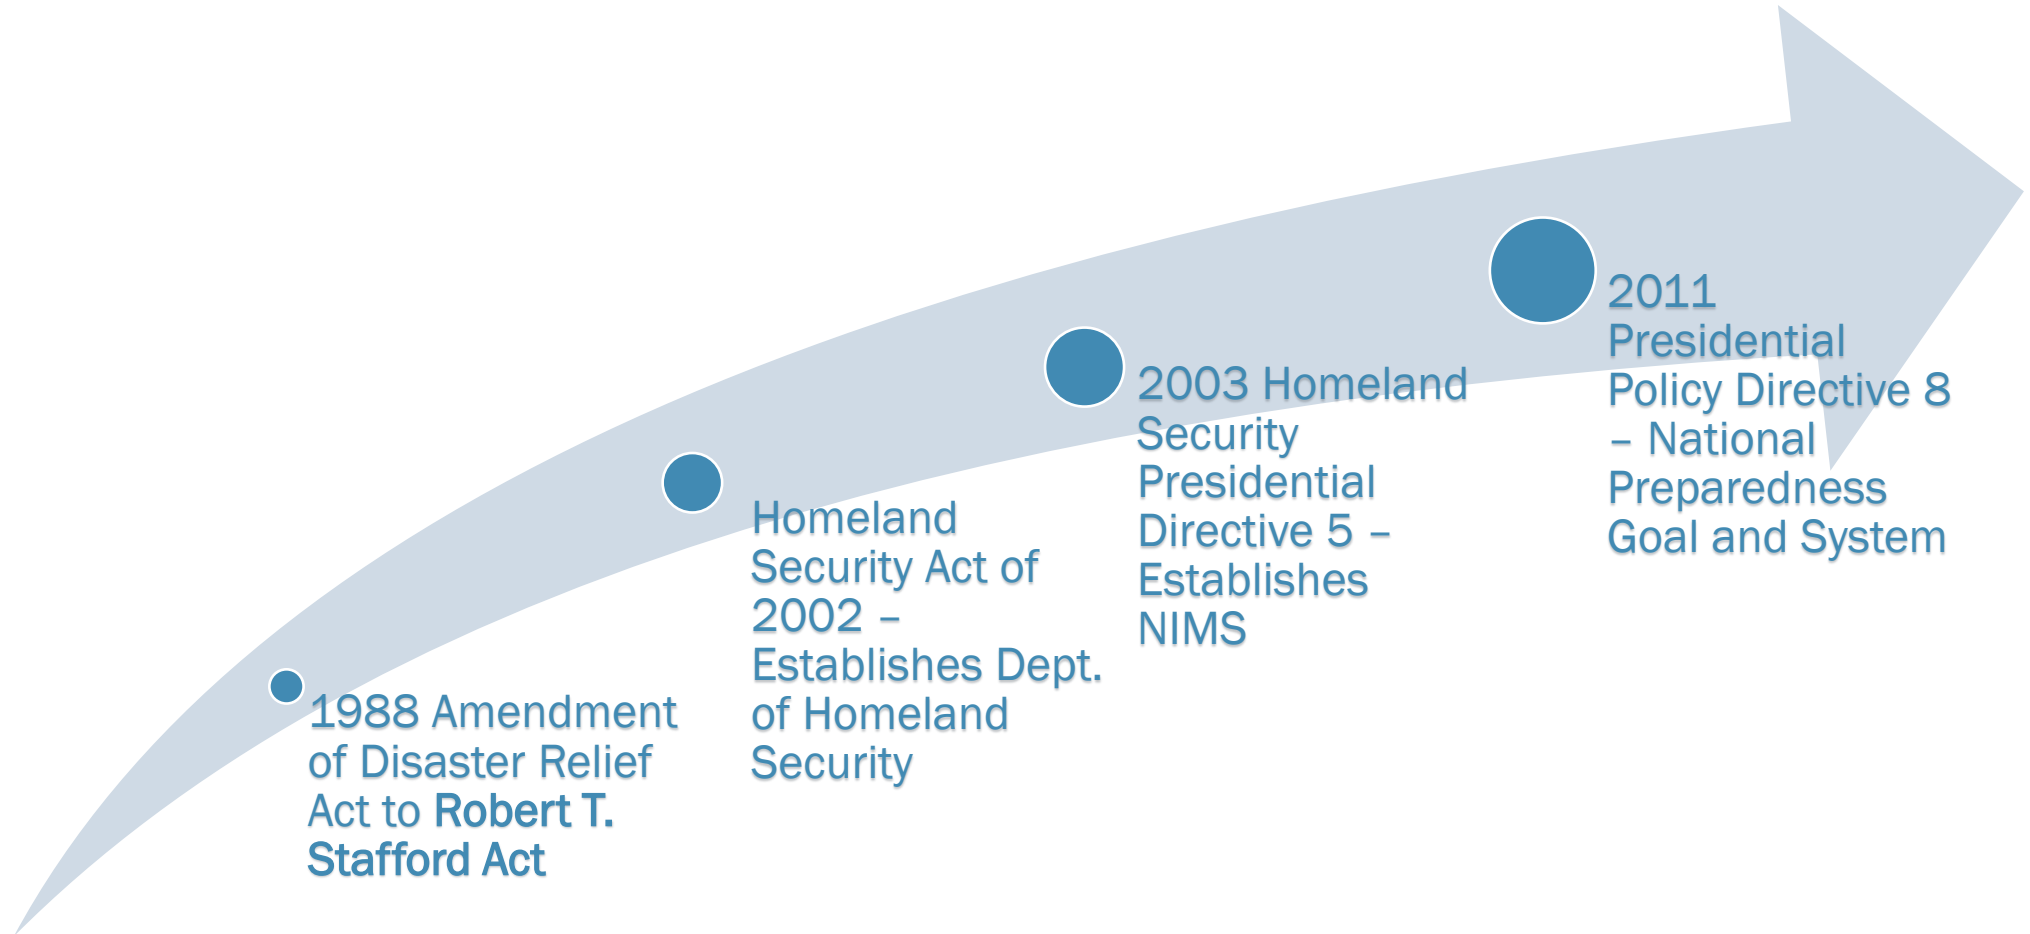 1988 Amendment
of Disaster Relief
Act to Robert T.
Stafford Act
Homeland
Security Act of
2002 –
Establishes Dept.
of Homeland
Security
2003 Homeland
Security
Presidential
Directive 5 –
Establishes
NIMS
2011
Presidential
Policy Directive 8
– National
Preparedness
Goal and System